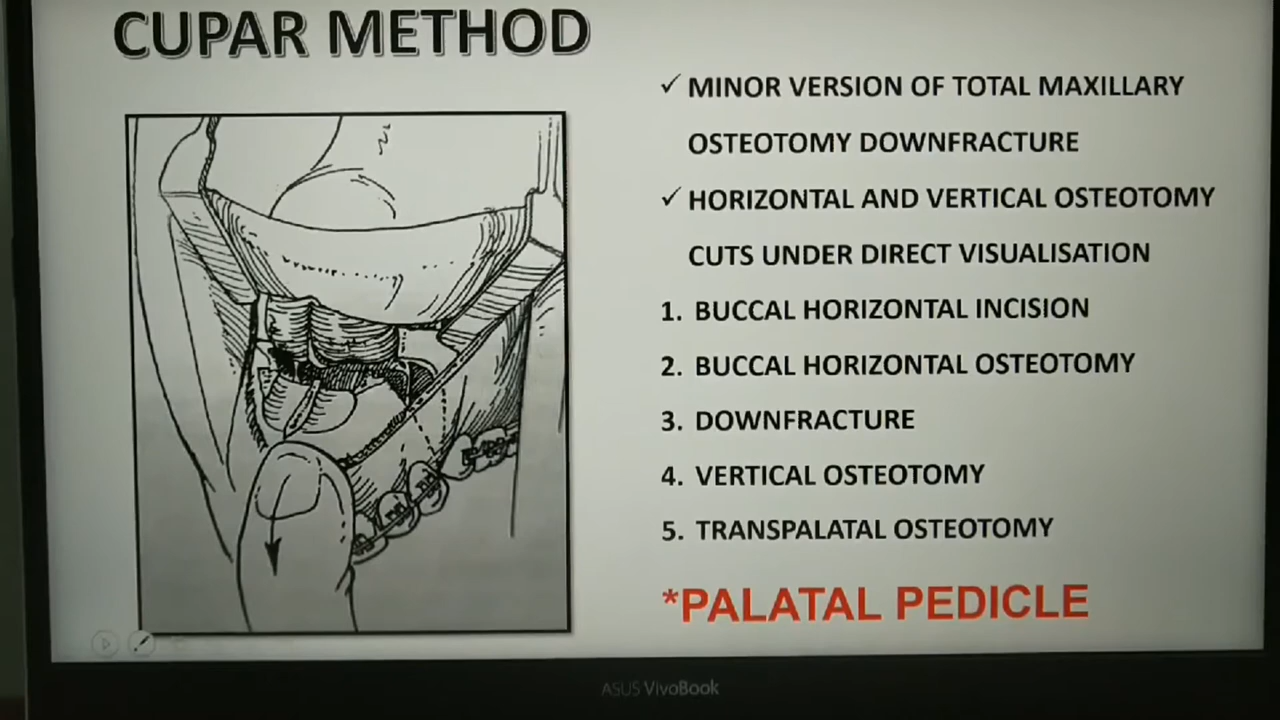 CUPAR METHOD
✓ MINOR VERSION OF TOTAL MAXILLARY
OSTEOTOMY DOWNFRACTURE
✓ HORIZONTAL AND VERTICAL OSTEOTOMY
CUTS UNDER DIRECT VISUALISATION
1. BUCCAL HORIZONTAL INCISION
2. BUCCAL HORIZONTAL OSTEOTOMY
3. DOWNFRACTURE
4. VERTICAL OSTEOTOMY
5. TRANSPALATAL OSTEOTOMY
*PALATAL PEDICLE
ASUS VivoBook